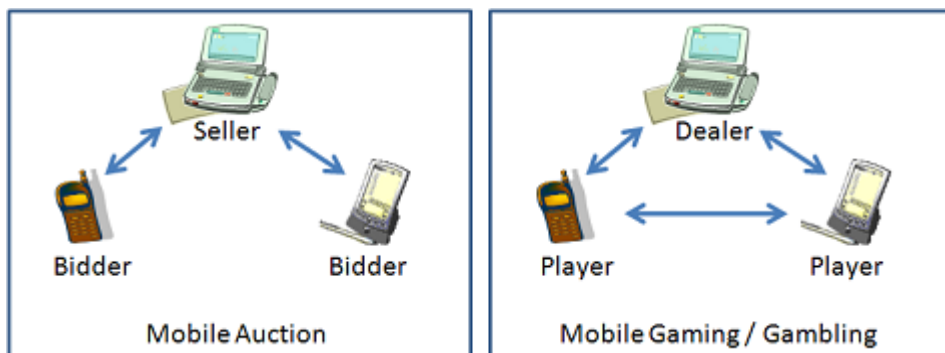 Seller
Bidder
Bidder
Mobile Auction
Dealer
Player
Player
Mobile Gaming / Gambling